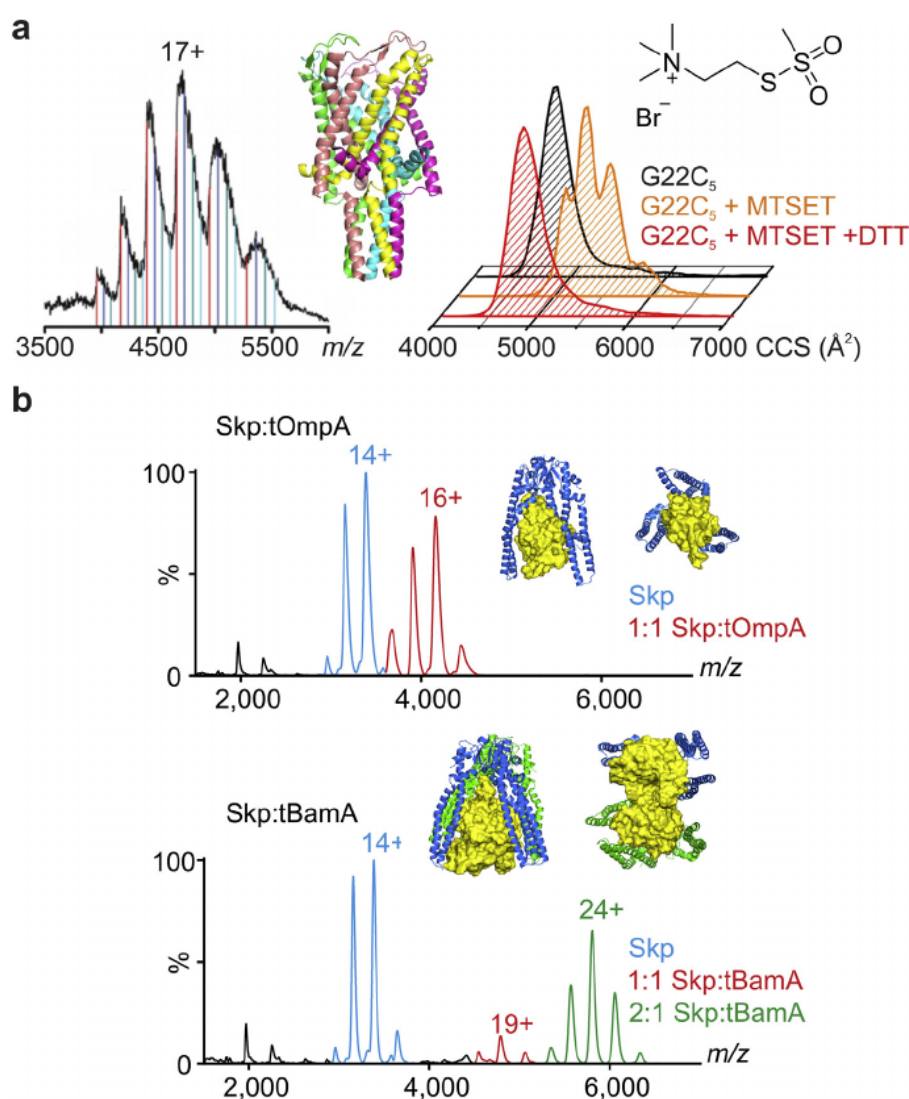 a
17+
3500 4500 5500 m/z
N
+
Br−
S
S
O
O
G22C5
G22C5 + MTSET
G22C5 + MTSET +DTT
4000 5000 6000 7000 CCS (Å2)
b
Skp:tOmpA
14+
16+
100
%
0
Skp
1:1 Skp:tOmpA
m/z
2,000 4,000 6,000
Skp:tBamA
14+
100
24+
%
Skp
1:1 Skp:tBamA
2:1 Skp:tBamA
19+
0
m/z
2,000 4,000 6,000